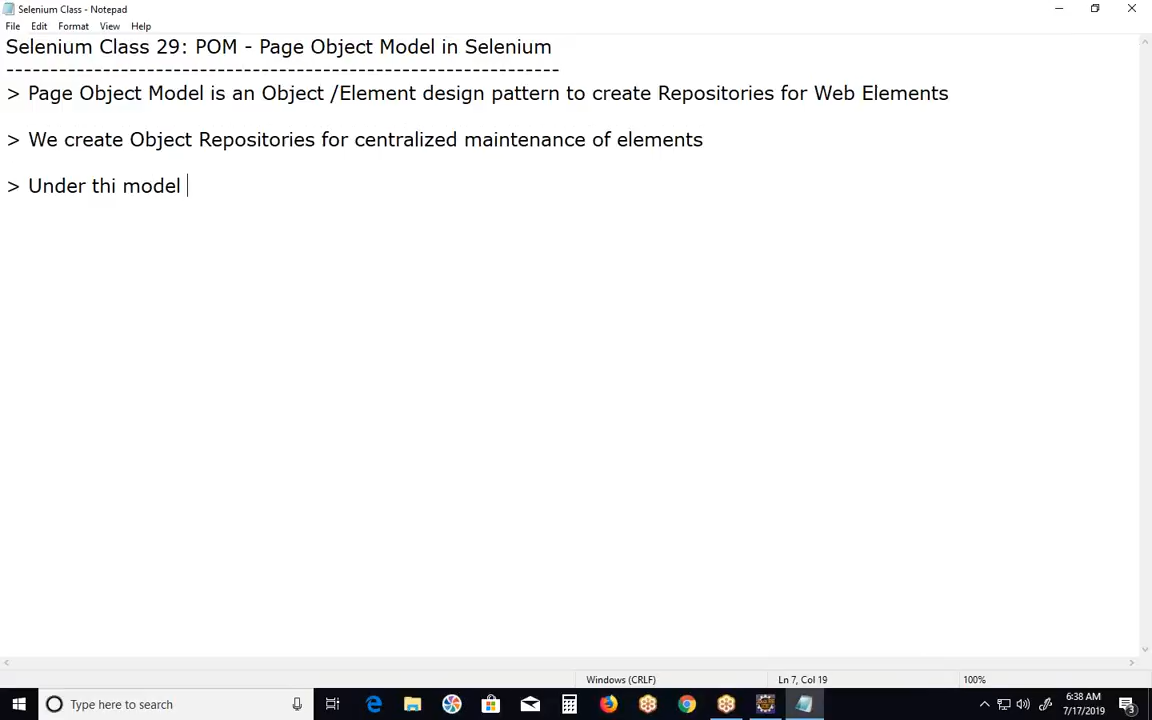 Selenium Class - Notepad
File Edit Format View Help
Selenium Class 29: POM - Page Object Model in Selenium
---------------------------------------------------------------
> Page Object Model is an Object /Element design pattern to create Repositories for Web Elements
> We create Object Repositories for centralized maintenance of elements
> Under thi model
Windows (CRLF) Ln 7, Col 19 100%
Type here to search
6:38 AM
7/17/2019
3